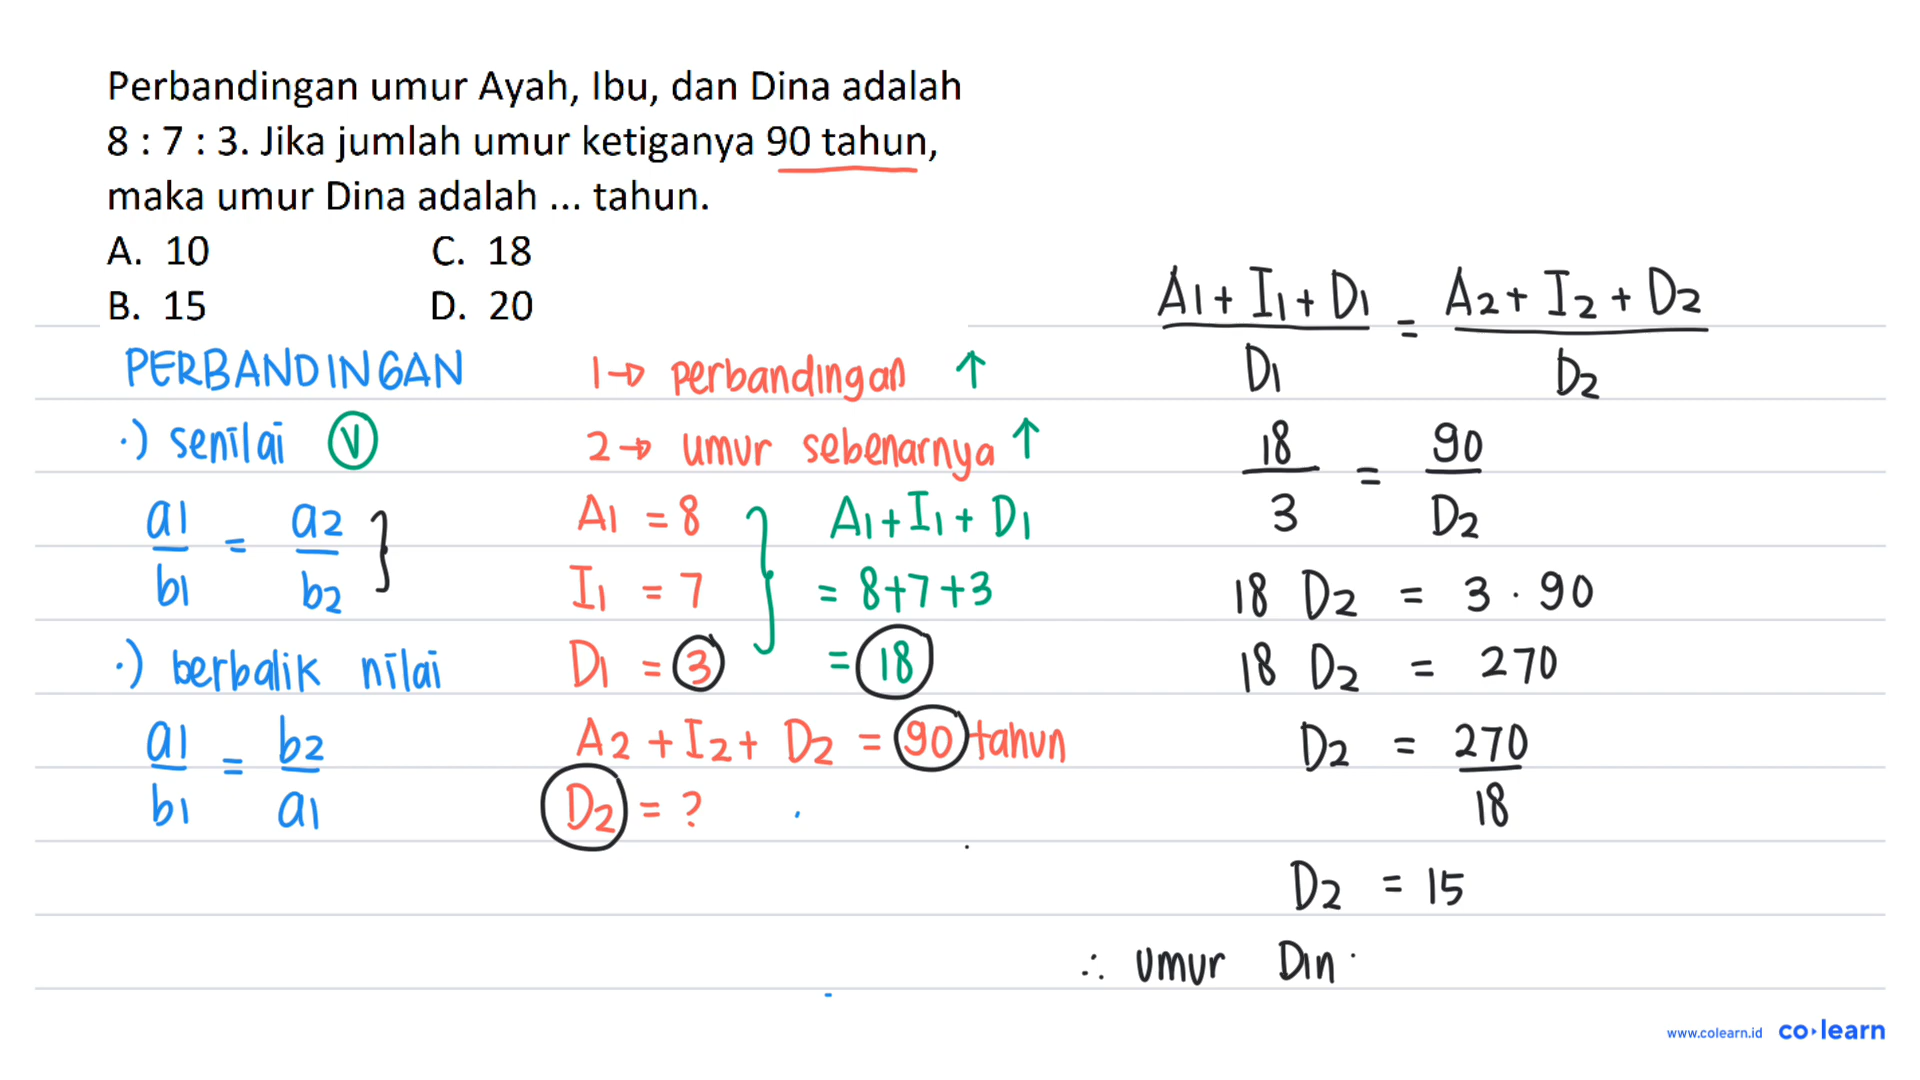 Perbandingan umur Ayah, Ibu, dan Dina adalah
8 : 7 : 3. Jika jumlah umur ketiganya 90 tahun,
maka umur Dina adalah ... tahun.
A. 10 C. 18
B. 15 D. 20
PERBANDINGAN
·) senilai (V)
a1/b1 = a2/b2 }
·) berbalik nilai
a1/b1 = b2/a1
1 → perbandingan ↑
2 → umur sebenarnya ↑
A1 = 8
I1 = 7
D1 = 3
} A1 + I1 + D1
= 8+7+3
= 18
A2 + I2 + D2 = 90 tahun
D2 = ?
A1 + I1 + D1 / D1 = A2 + I2 + D2 / D2
18/3 = 90/D2
18 D2 = 3 · 90
18 D2 = 270
D2 = 270/18
D2 = 15
∴ umur Din
www.colearn.id co learn